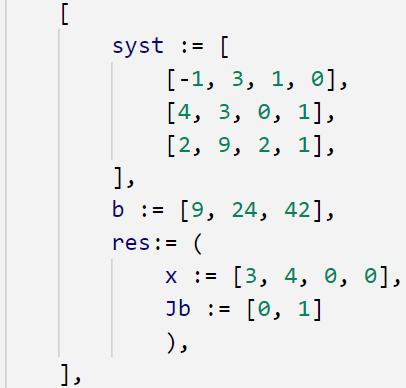 [
syst := [
[-1, 3, 1, 0],
[4, 3, 0, 1],
[2, 9, 2, 1],
],
b := [9, 24, 42],
res:= (
x := [3, 4, 0, 0],
Jb := [0, 1]
),
],